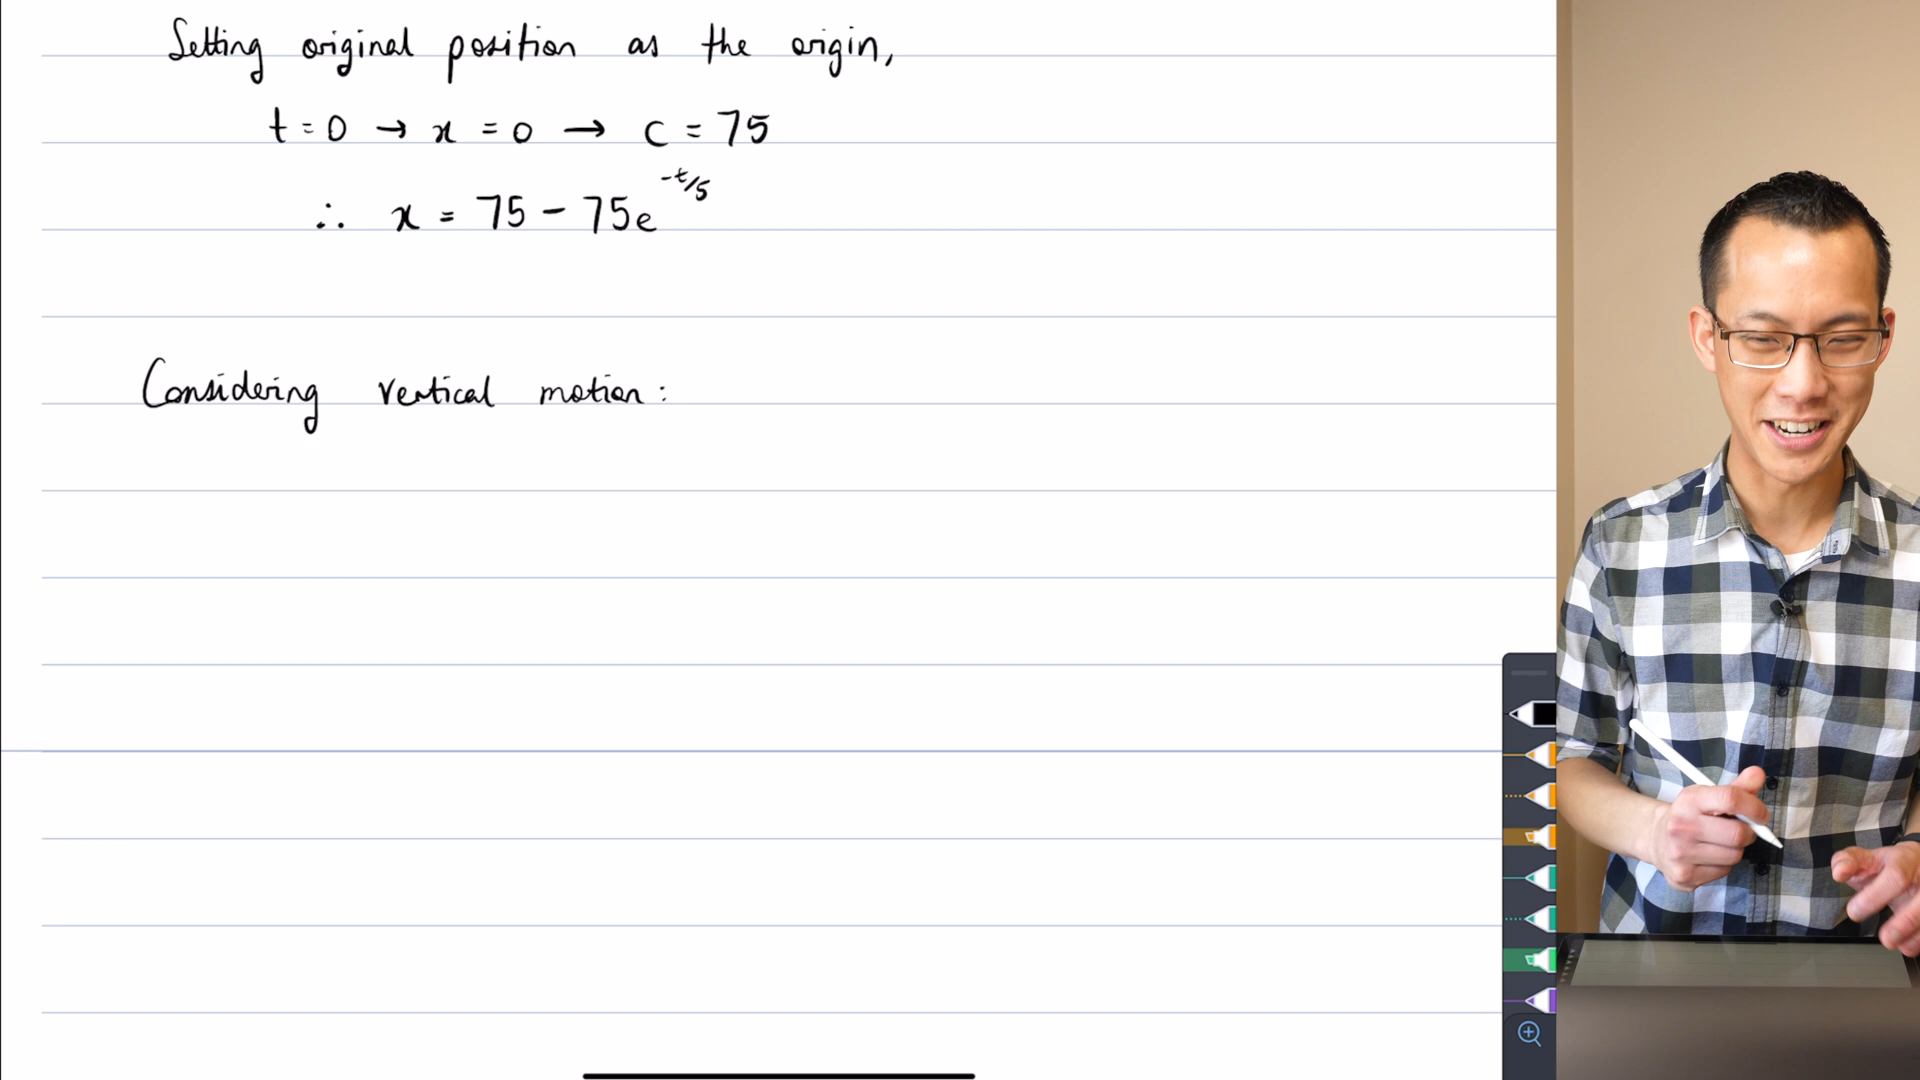 Setting original position as the origin,
t = 0 → x = 0 → C = 75
∴ x = 75 - 75e^{-t/5}
Considering vertical motion: